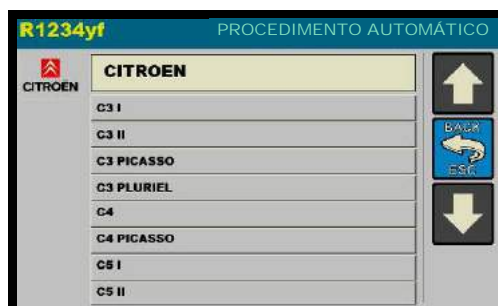 R1234yf PROCEDIMENTO AUTOMÁTICO
CITROËN
CITROEN
C3 I
C3 II
C3 PICASSO
C3 PLURIEL
C4
C4 PICASSO
C5 I
C5 II
BACK
ESC